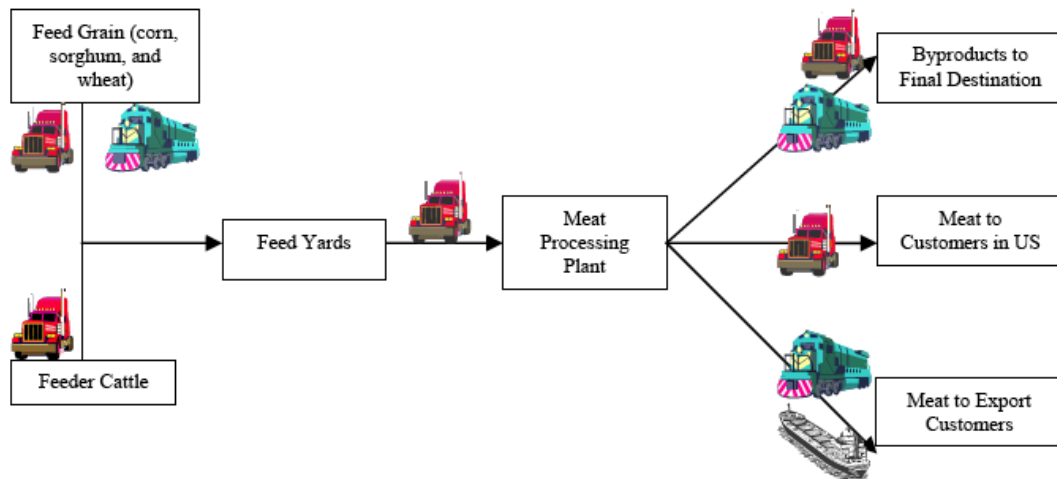 Feed Grain (corn,
sorghum, and
wheat)
Byproducts to
Final Destination
Feed Yards
Meat
Processing
Plant
Meat to
Customers in US
Feeder Cattle
Meat to Export
Customers